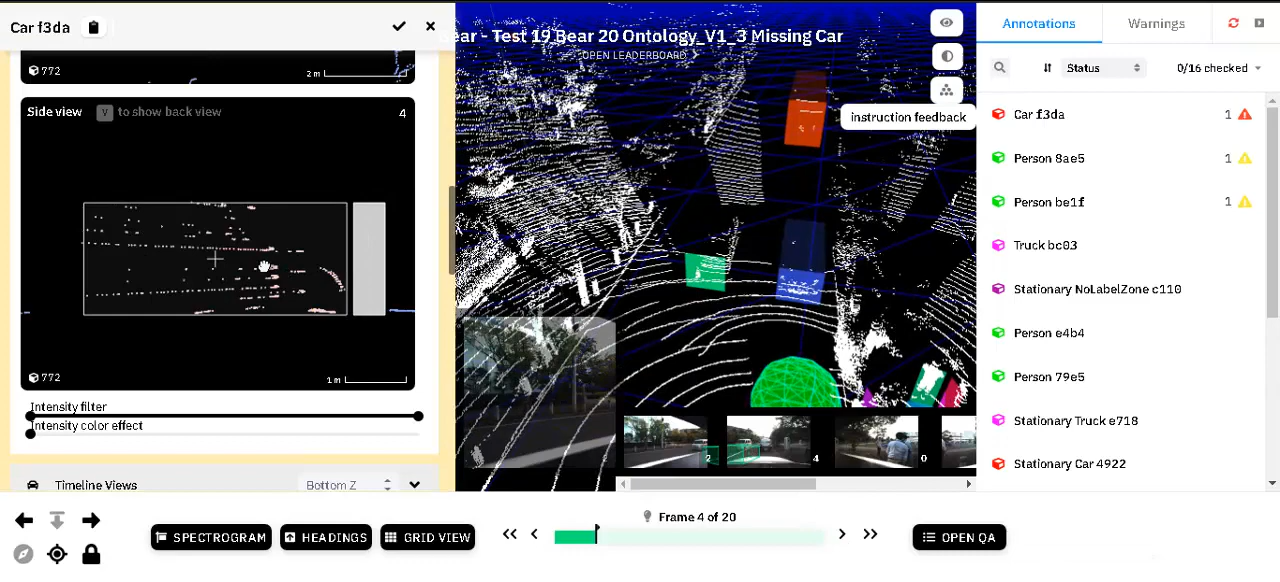 Car f3da
ear - Test 19 Bear 20 Ontology_V1_3 Missing Car
OPEN LEADERBOARD
772
2 m
Side view V to show back view 4
772
1 m
Intensity filter
Intensity color effect
Timeline Views Bottom Z
instruction feedback
2
4
0
Annotations Warnings
Status 0/16 checked
Car f3da 1
Person 8ae5 1
Person be1f 1
Truck bc03
Stationary NoLabelZone c110
Person e4b4
Person 79e5
Stationary Truck e718
Stationary Car 4922
SPECTROGRAM HEADINGS GRID VIEW
Frame 4 of 20
OPEN QA